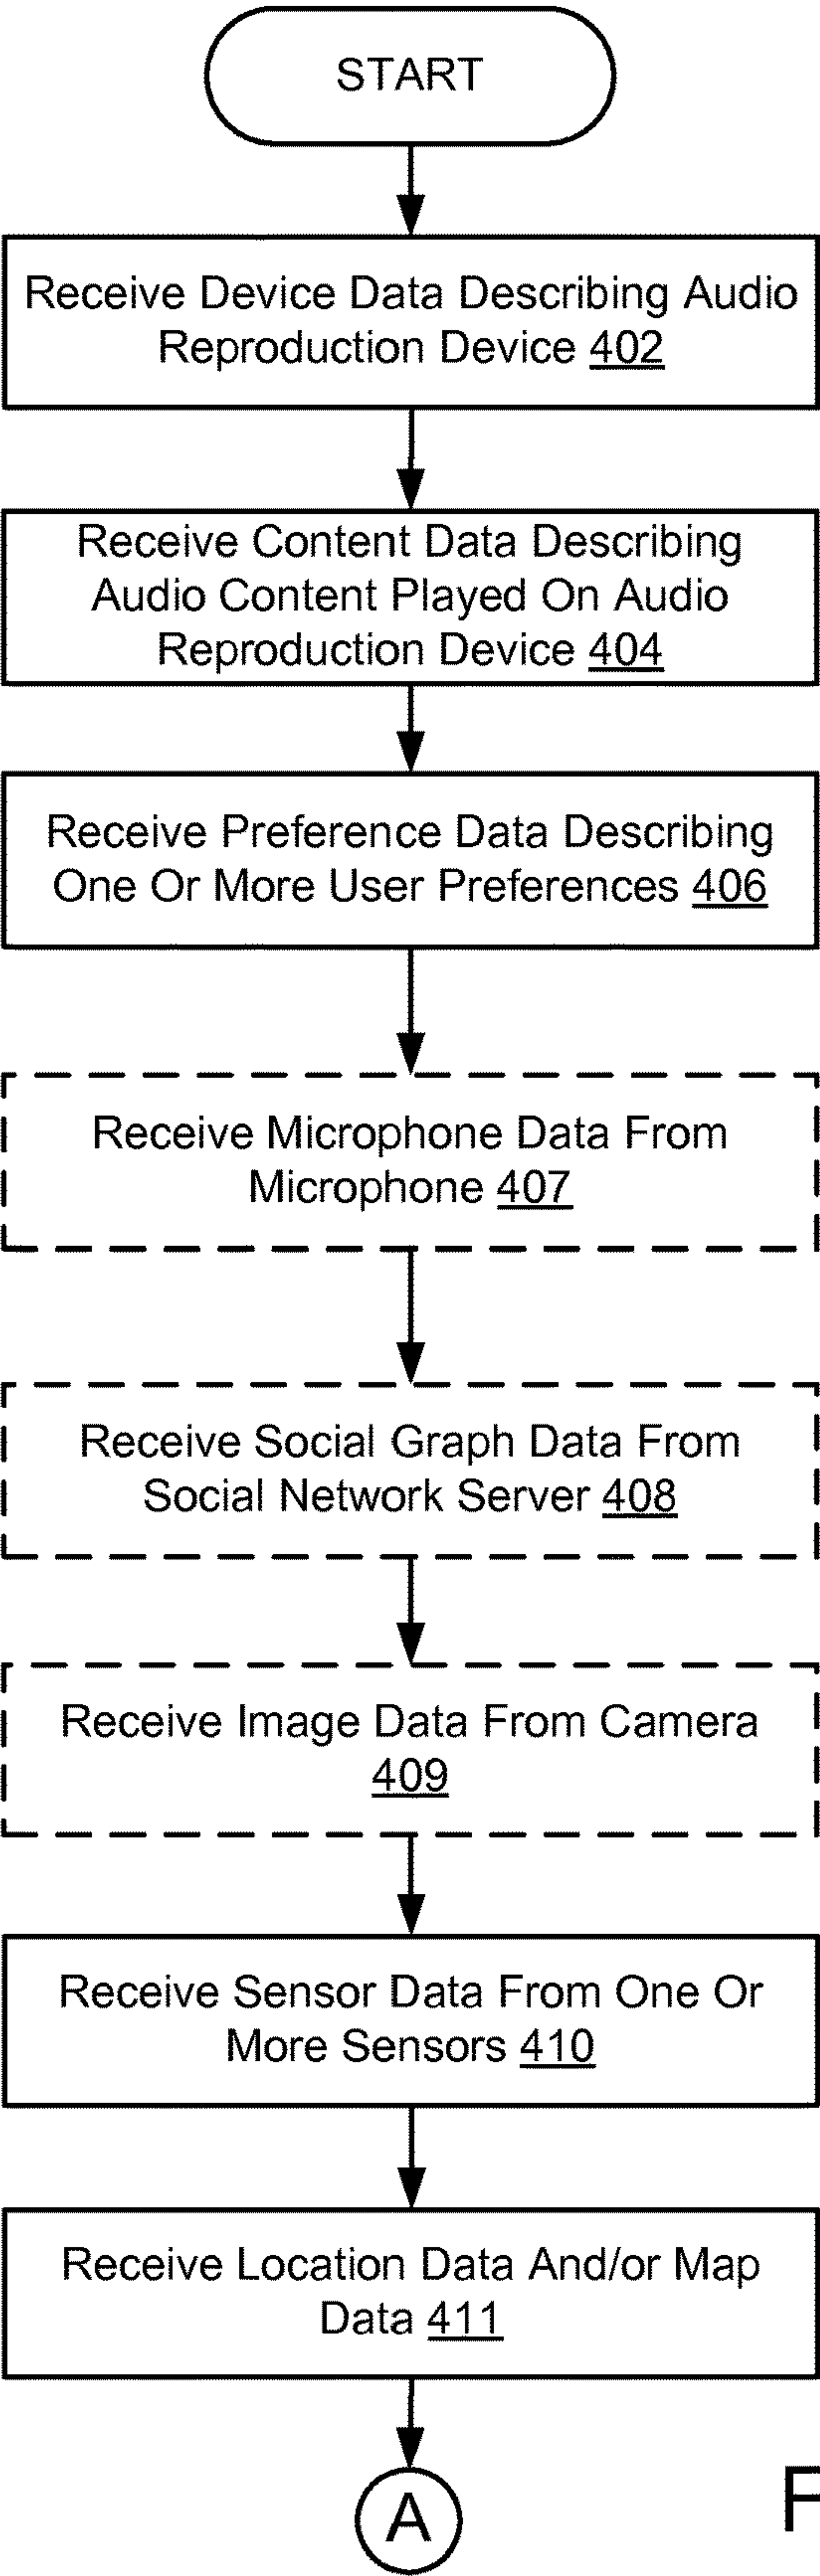 START
Receive Device Data Describing Audio
Reproduction Device 402
Receive Content Data Describing
Audio Content Played On Audio
Reproduction Device 404
Receive Preference Data Describing
One Or More User Preferences 406
Receive Microphone Data From
Microphone 407
Receive Social Graph Data From
Social Network Server 408
Receive Image Data From Camera
409
Receive Sensor Data From One Or
More Sensors 410
Receive Location Data And/or Map
Data 411
A
F